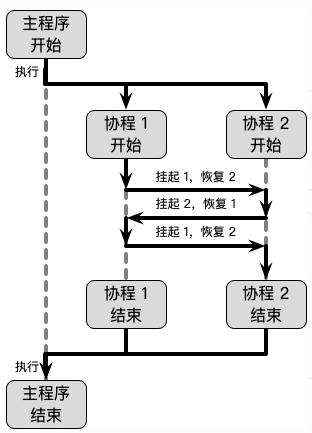 主程序
开始
执行
协程 1
开始
协程 2
开始
挂起 1，恢复 2
挂起 2，恢复 1
挂起 1，恢复 2
协程 1
结束
协程 2
结束
执行
主程序
结束